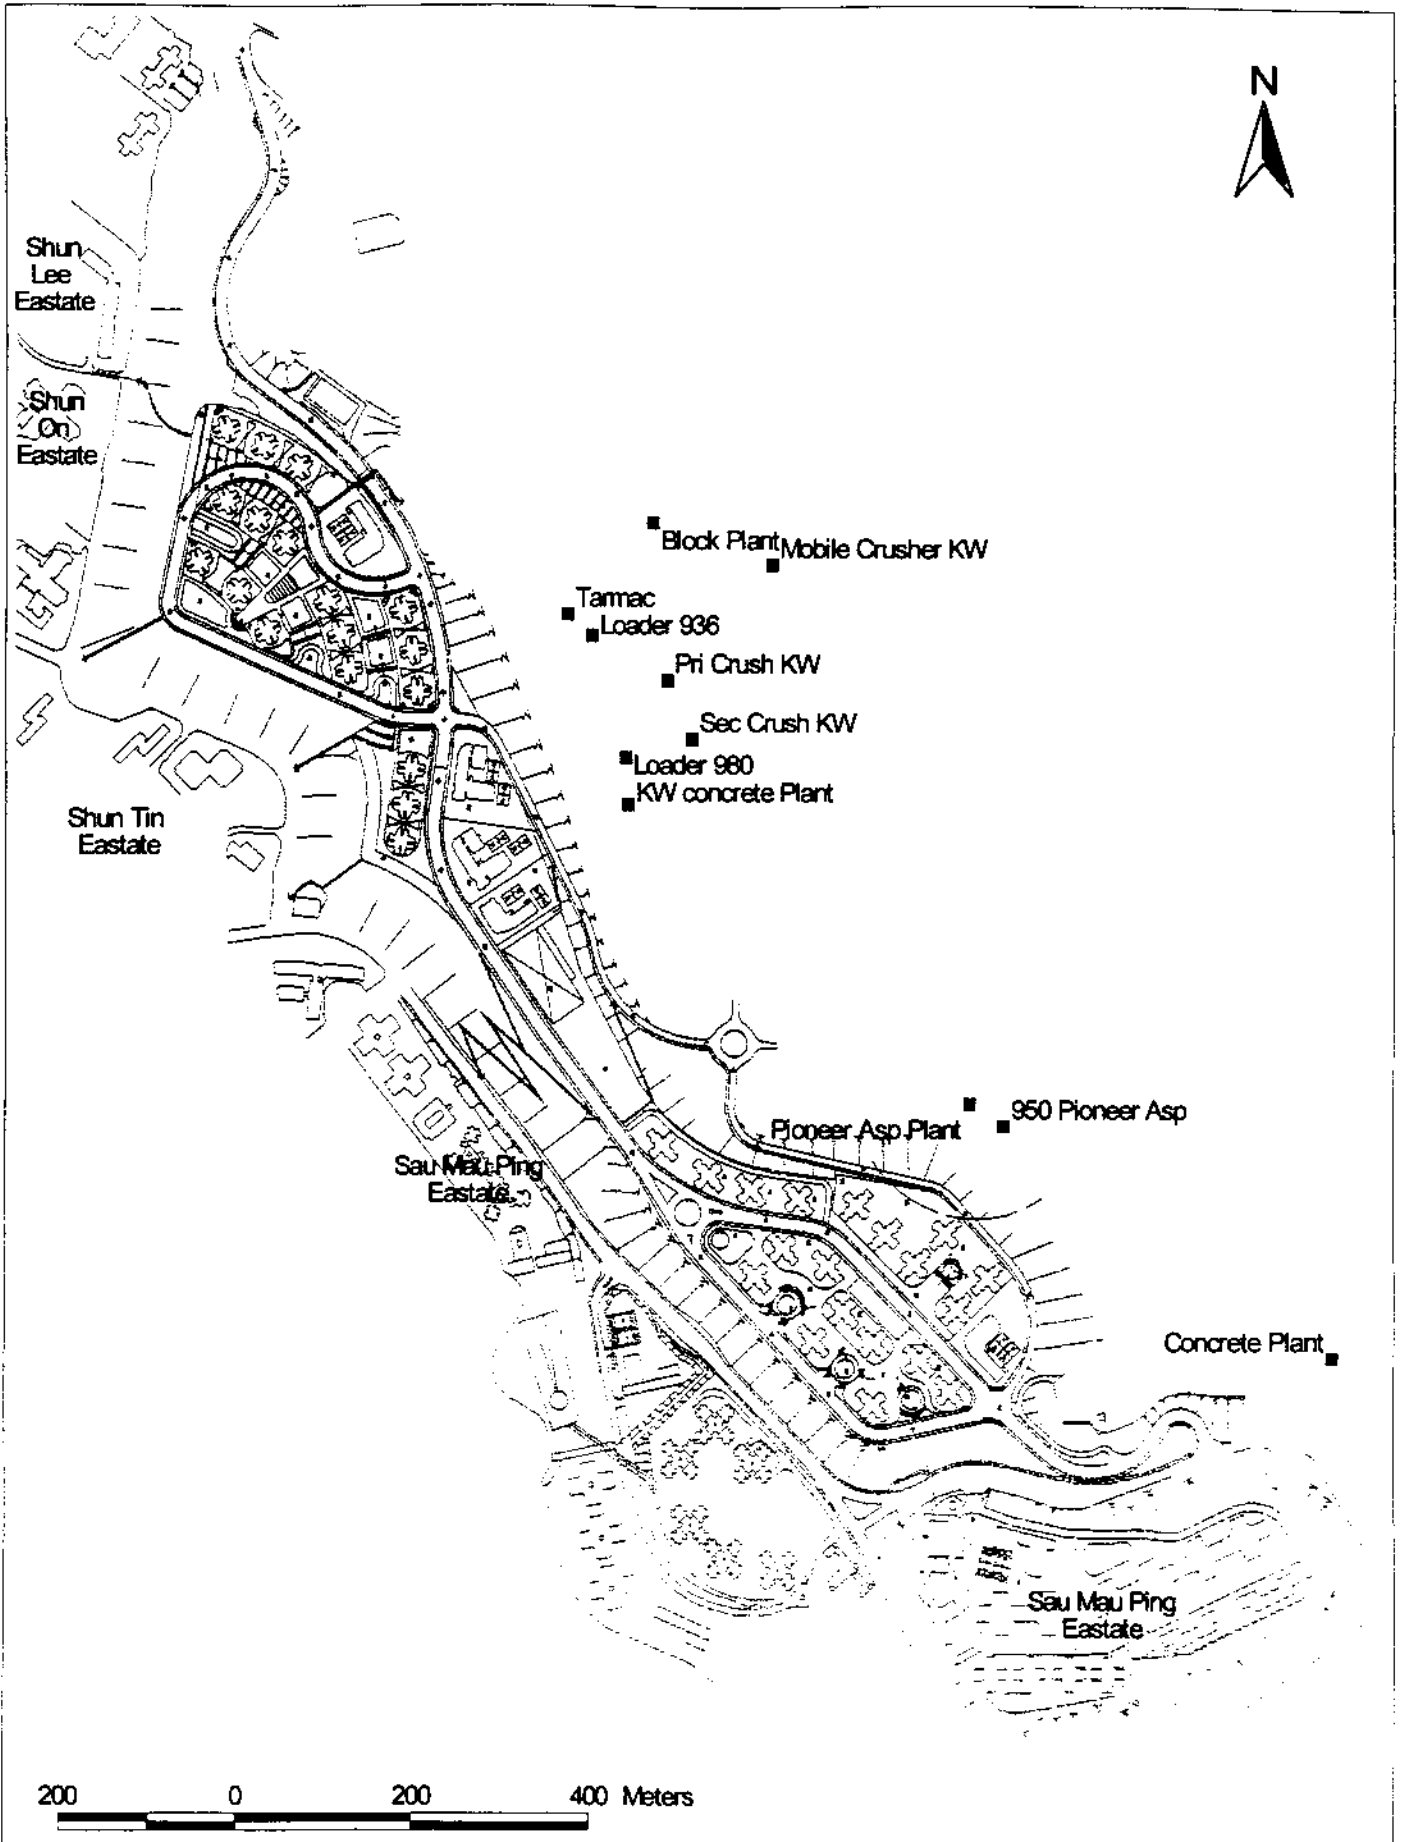 N
Shun
Lee
Eastate
Shun
On
Eastate
Block Plant
Mobile Crusher KW
Tarmac
Loader 936
Pri Crush KW
Sec Crush KW
Loader 980
KW concrete Plant
Shun Tin
Eastate
950 Pioneer Asp
Pioneer Asp Plant
Sau Mau Ping
Eastate
Concrete Plant
Sau Mau Ping
Eastate
200 0 200 400 Meters